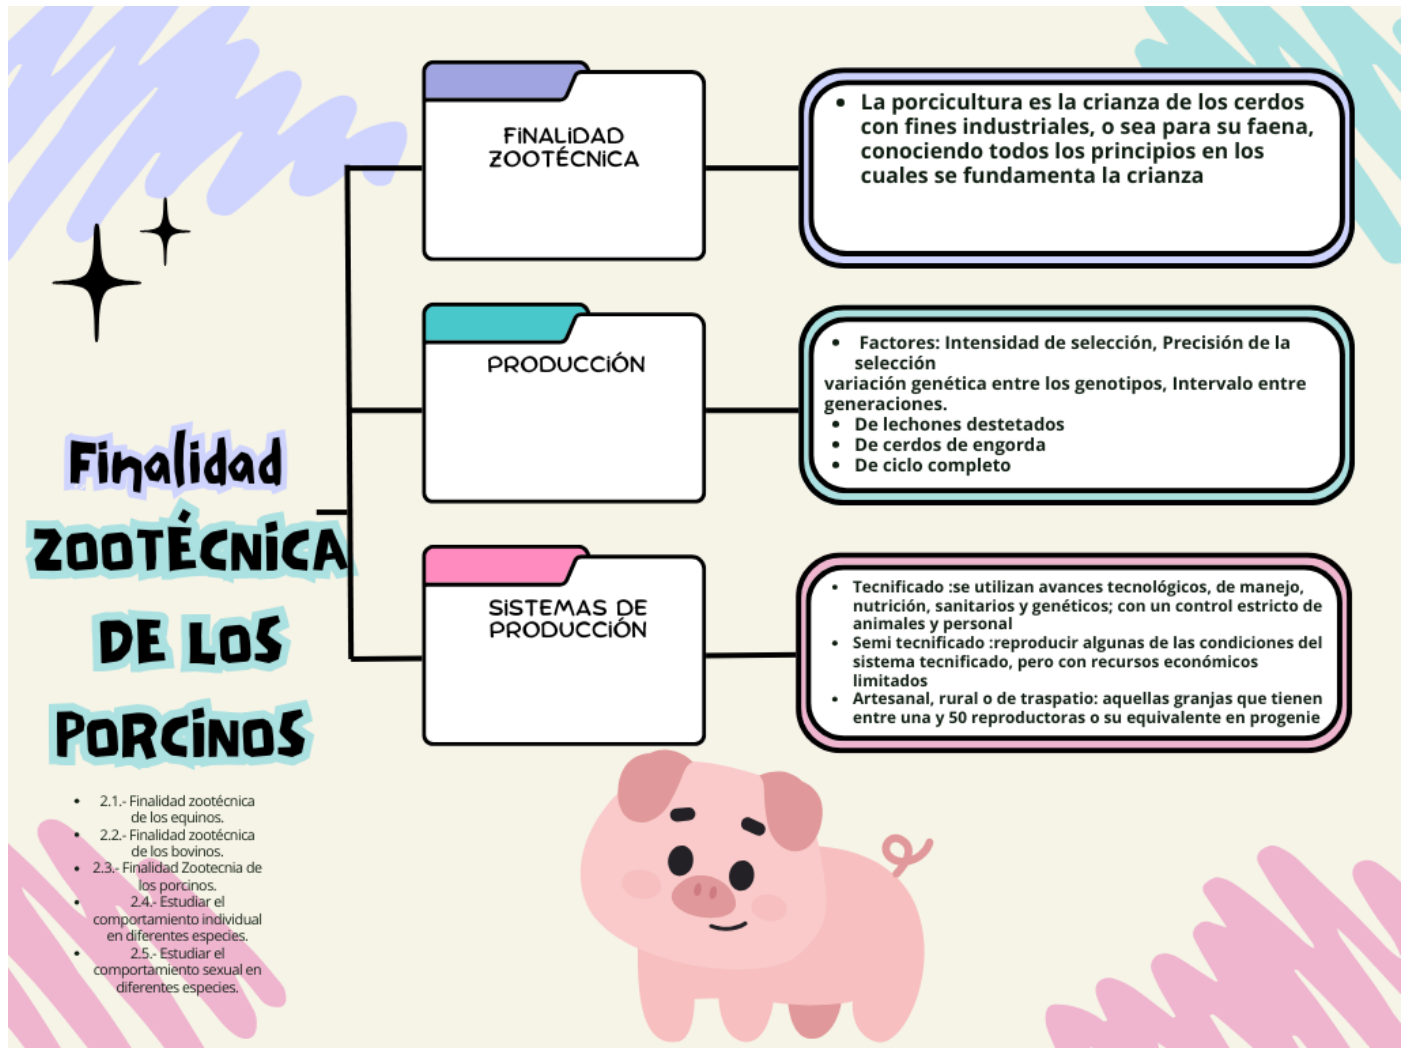 Finalidad
ZOOTÉCNICA
DE LOS
PORCINOS
2.1.- Finalidad zootécnica
de los equinos.
2.2.- Finalidad zootécnica
de los bovinos.
2.3.- Finalidad Zootecnia de
los porcinos.
2.4.- Estudiar el
comportamiento individual
en diferentes especies.
2.5.- Estudiar el
comportamiento sexual en
diferentes especies.
FINALIDAD
ZOOTÉCNICA
• La porcicultura es la crianza de los cerdos
con fines industriales, o sea para su faena,
conociendo todos los principios en los
cuales se fundamenta la crianza
PRODUCCIÓN
• Factores: Intensidad de selección, Precisión de la
selección
variación genética entre los genotipos, Intervalo entre
generaciones.
• De lechones destetados
• De cerdos de engorda
• De ciclo completo
SISTEMAS DE
PRODUCCIÓN
• Tecnificado :se utilizan avances tecnológicos, de manejo,
nutrición, sanitarios y genéticos; con un control estricto de
animales y personal
• Semi tecnificado :reproducir algunas de las condiciones del
sistema tecnificado, pero con recursos económicos
limitados
• Artesanal, rural o de traspatio: aquellas granjas que tienen
entre una y 50 reproductoras o su equivalente en progenie